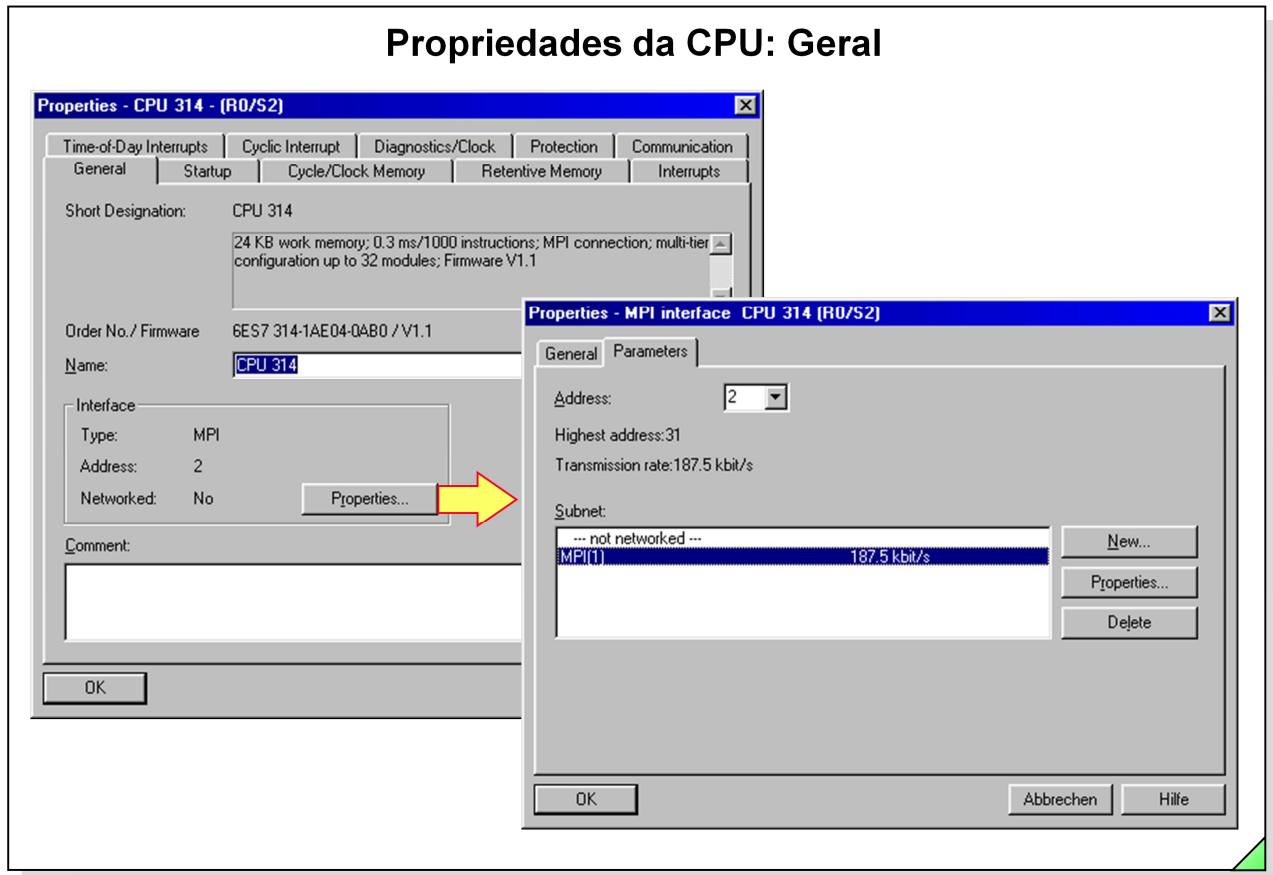 Propriedades da CPU: Geral
Properties - CPU 314 - (R0/S2)
Time-of-Day Interrupts Cyclic Interrupt Diagnostics/Clock Protection Communication
General Startup Cycle/Clock Memory Retentive Memory Interrupts
Short Designation: CPU 314
24 KB work memory; 0.3 ms/1000 instructions; MPI connection; multi-tier
configuration up to 32 modules; Firmware V1.1
Order No./ Firmware 6ES7 314-1AE04-0AB0 / V1.1
Name: CPU 314
Interface
Type: MPI
Address: 2
Networked: No Properties...
Comment:
OK
Properties - MPI interface CPU 314 (R0/S2)
General Parameters
Address: 2
Highest address:31
Transmission rate:187.5 kbit/s
Subnet:
--- not networked ---
MPI(1) 187.5 kbit/s
New...
Properties...
Delete
OK Abbrechen Hilfe